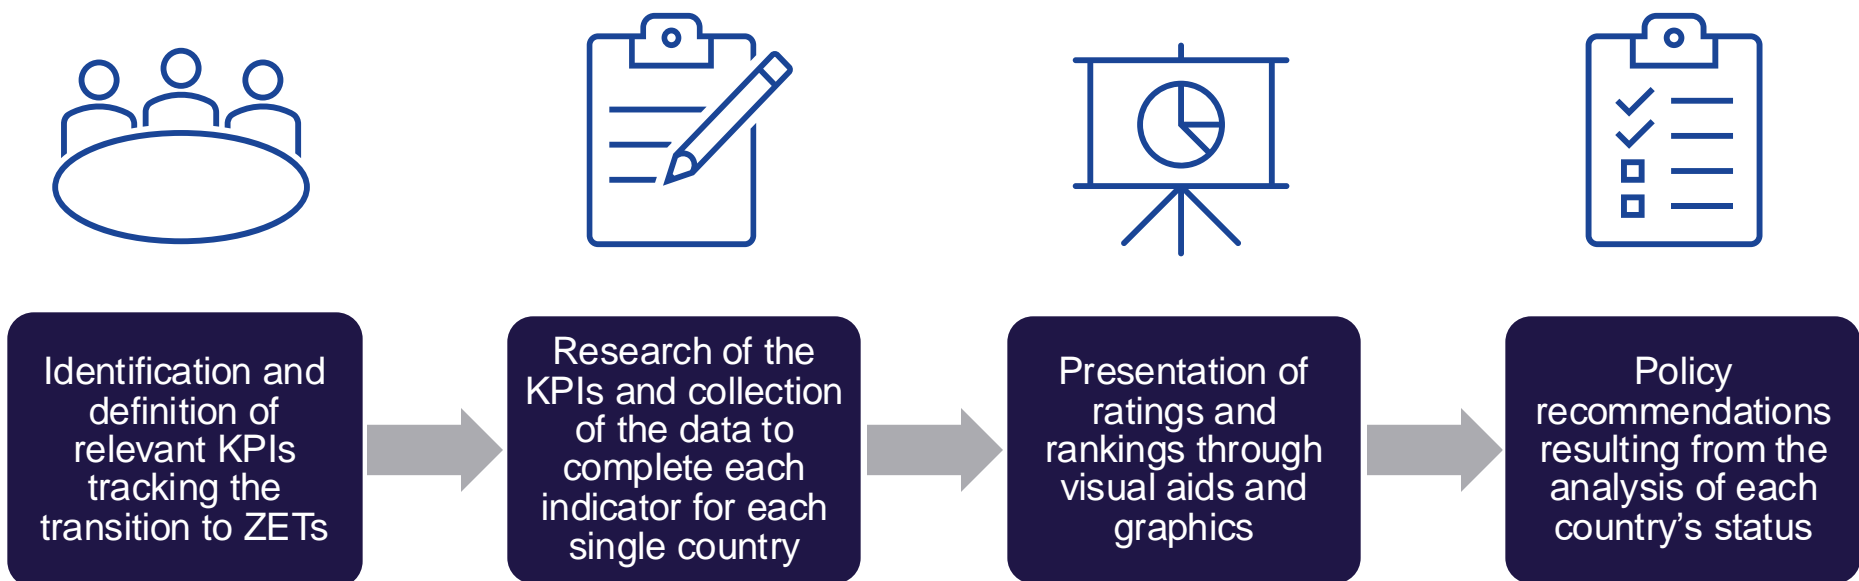 Identification and
definition of
relevant KPIs
tracking the
transition to ZETs
Research of the
KPIs and collection
of the data to
complete each
indicator for each
single country
Presentation of
ratings and
rankings through
visual aids and
graphics
Policy
recommendations
resulting from the
analysis of each
country’s status